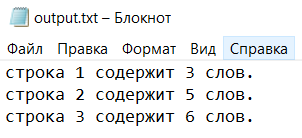 output.txt – Блокнот
Файл Правка Формат Вид Справка
строка 1 содержит 3 слов.
строка 2 содержит 5 слов.
строка 3 содержит 6 слов.